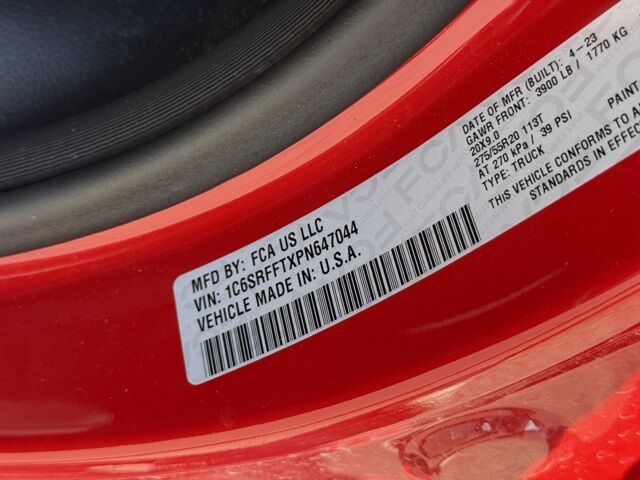 MFD BY: FCA US LLC
VIN: 1C6SRFFTXPN647044
VEHICLE MADE IN: U.S.A.
DATE OF MFR (BUILT): 4-23
GAWR FRONT: 3900 LB / 1770 KG
20X9.0
275/55R20 113T
AT 270 kPa / 39 PSI
TYPE: TRUCK
PAINT
THIS VEHICLE CONFORMS TO A
STANDARDS IN EFFEC